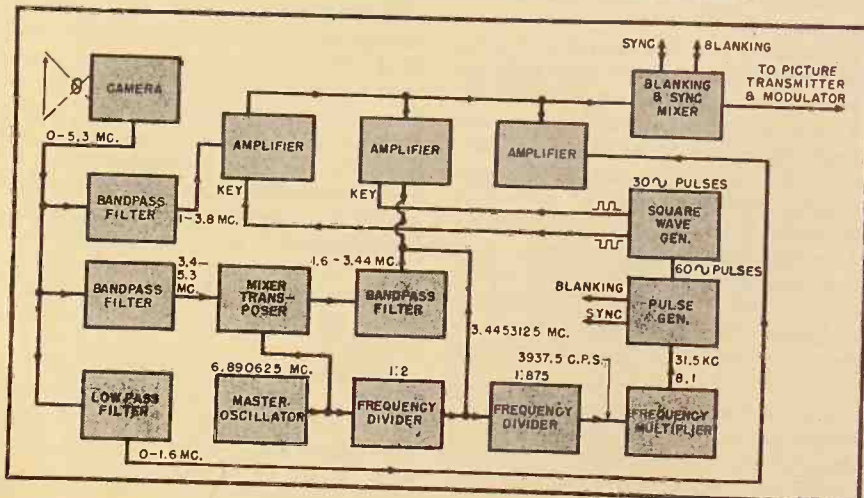 SYNC
BLANKING
CAMERA
BLANKING
& SYNC
MIXER
TO PICTURE
TRANSMITTER
& MODULATOR
0–5.3 MC.
AMPLIFIER
AMPLIFIER
AMPLIFIER
KEY
KEY
30∿ PULSES
BANDPASS
FILTER
1–3.8 MC.
SQUARE
WAVE
GEN.
3.4–
5.3
MC.
1.6–3.44 MC.
60∿ PULSES
BANDPASS
FILTER
MIXER
TRANS-
POSER
BANDPASS
FILTER
BLANKING
SYNC
PULSE
GEN.
3.4453125 MC.
6.890625 MC.
1:2
3937.5 C.P.S.
1:875
31.5 KC
8.1
LOW PASS
FILTER
MASTER-
OSCILLATOR
FREQUENCY
DIVIDER
FREQUENCY
DIVIDER
FREQUENCY
MULTIPLIER
0–1.6 MC.